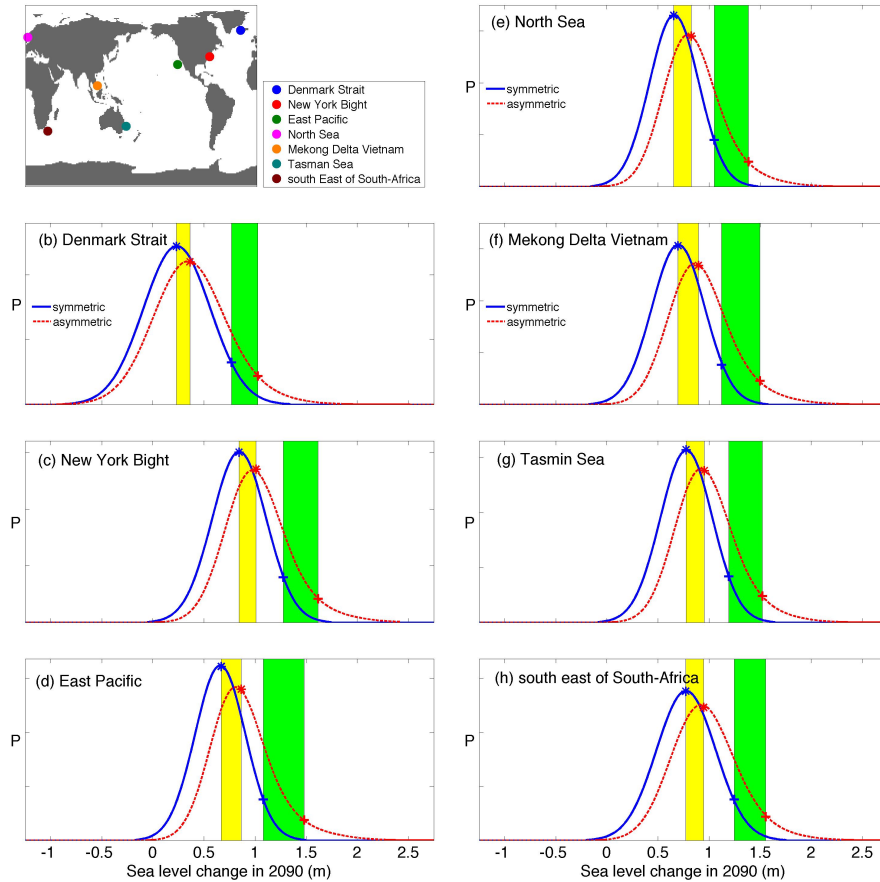 Denmark Strait
New York Bight
East Pacific
North Sea
Mekong Delta Vietnam
Tasman Sea
south East of South-Africa
(e) North Sea
P
symmetric
asymmetric
(b) Denmark Strait
P
symmetric
asymmetric
(f) Mekong Delta Vietnam
P
symmetric
asymmetric
(c) New York Bight
P
(g) Tasmin Sea
P
(d) East Pacific
P
-1 -0.5 0 0.5 1 1.5 2 2.5
Sea level change in 2090 (m)
(h) south east of South-Africa
P
-1 -0.5 0 0.5 1 1.5 2 2.5
Sea level change in 2090 (m)